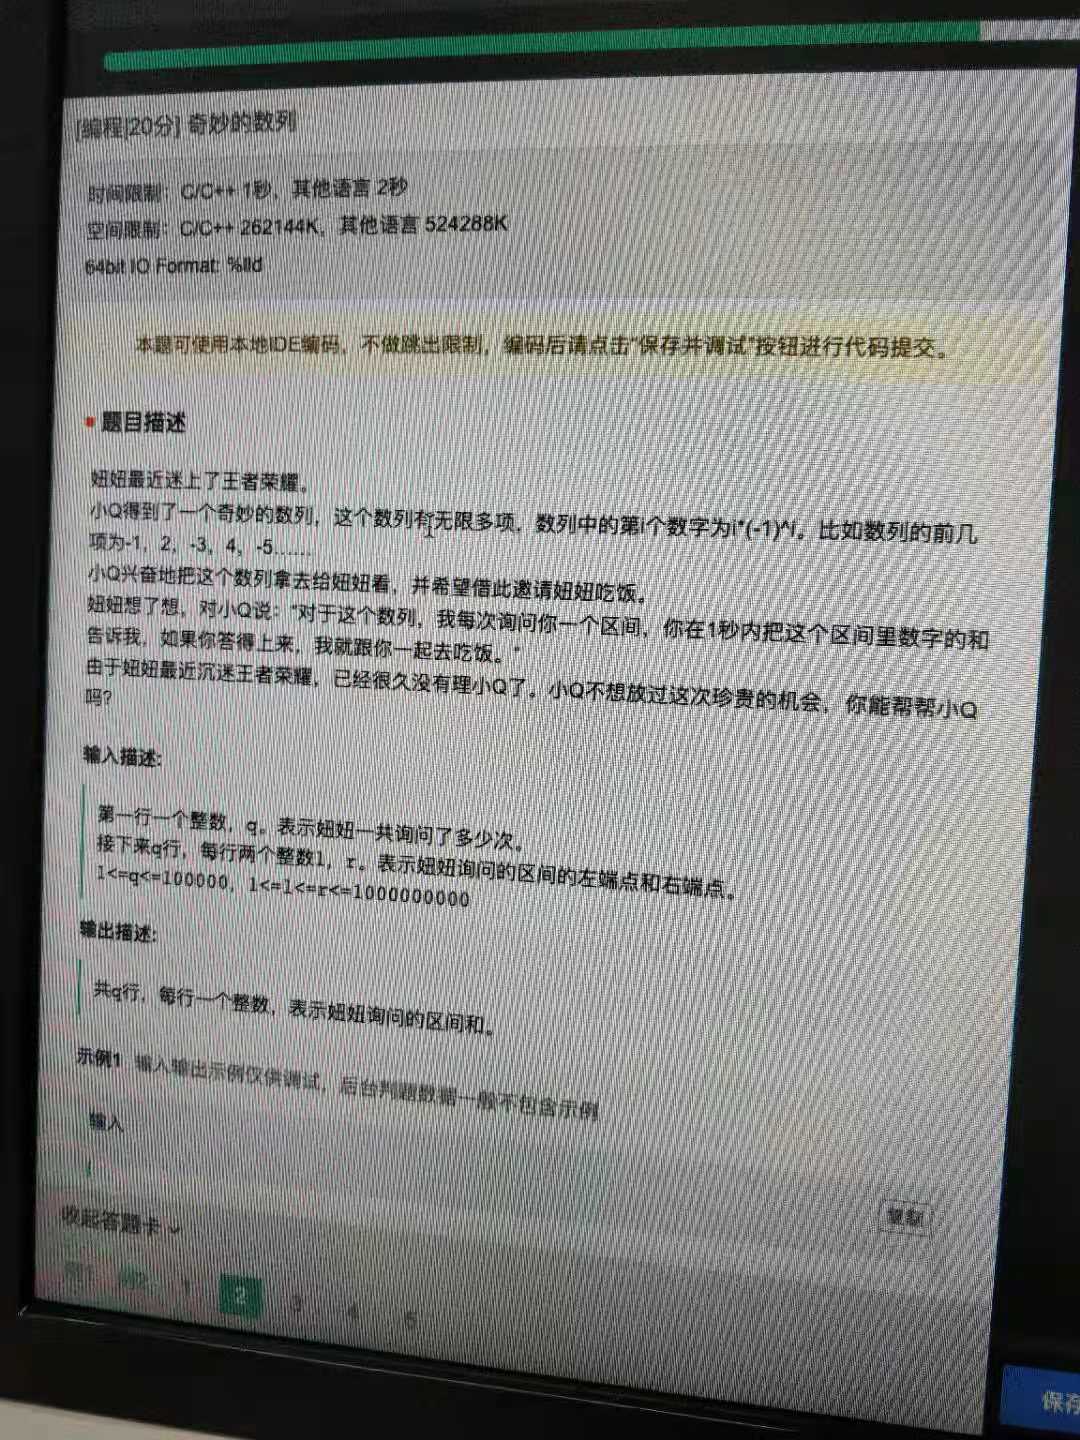 [编程|20分] 奇妙的数列
时间限制：C/C++ 1秒，其他语言 2秒
空间限制：C/C++ 262144K，其他语言 524288K
64bit IO Format: %lld
本题可使用本地IDE编码，不做跳出限制，编码后请点击“保存并调试”按钮进行代码提交。
题目描述
妞妞最近迷上了王者荣耀。
小Q得到了一个奇妙的数列，这个数列有无限多项，数列中的第i个数字为i*(-1)^i。比如数列的前几
项为-1，2，-3，4，-5……
小Q兴奋地把这个数列拿去给妞妞看，并希望借此邀请妞妞吃饭。
妞妞想了想，对小Q说：“对于这个数列，我每次询问你一个区间，你在1秒内把这个区间里数字的和
告诉我，如果你答得上来，我就跟你一起去吃饭。”
由于妞妞最近沉迷王者荣耀，已经很久没有理小Q了。小Q不想放过这次珍贵的机会，你能帮帮小Q
吗?
输入描述:
第一行一个整数，q。表示妞妞一共询问了多少次。
接下来q行，每行两个整数l，r。表示妞妞询问的区间的左端点和右端点。
1<=q<=100000，1<=l<=r<=1000000000
输出描述:
共q行，每行一个整数，表示妞妞询问的区间和。
示例1 输入输出示例仅供调试，后台判题数据一般不包含示例
输入
复制
收起答题卡
例1 例2 1 2 3 4 5
保存